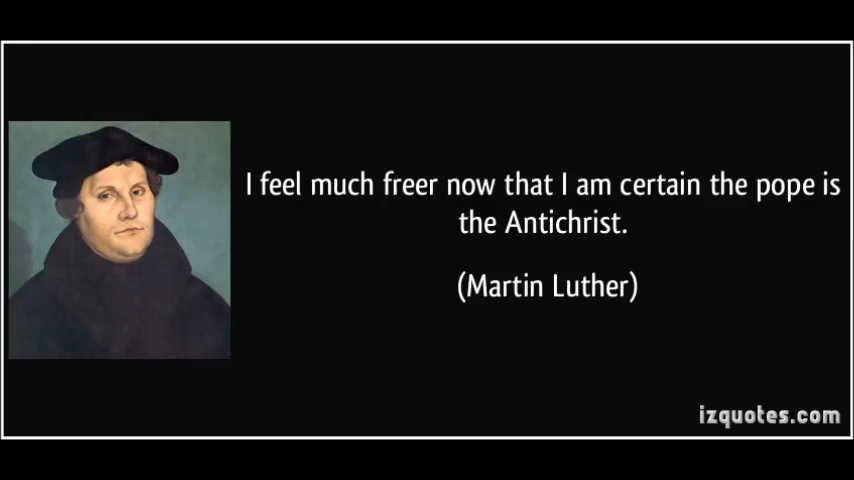 I feel much freer now that I am certain the pope is
the Antichrist.
(Martin Luther)
izquotes.com